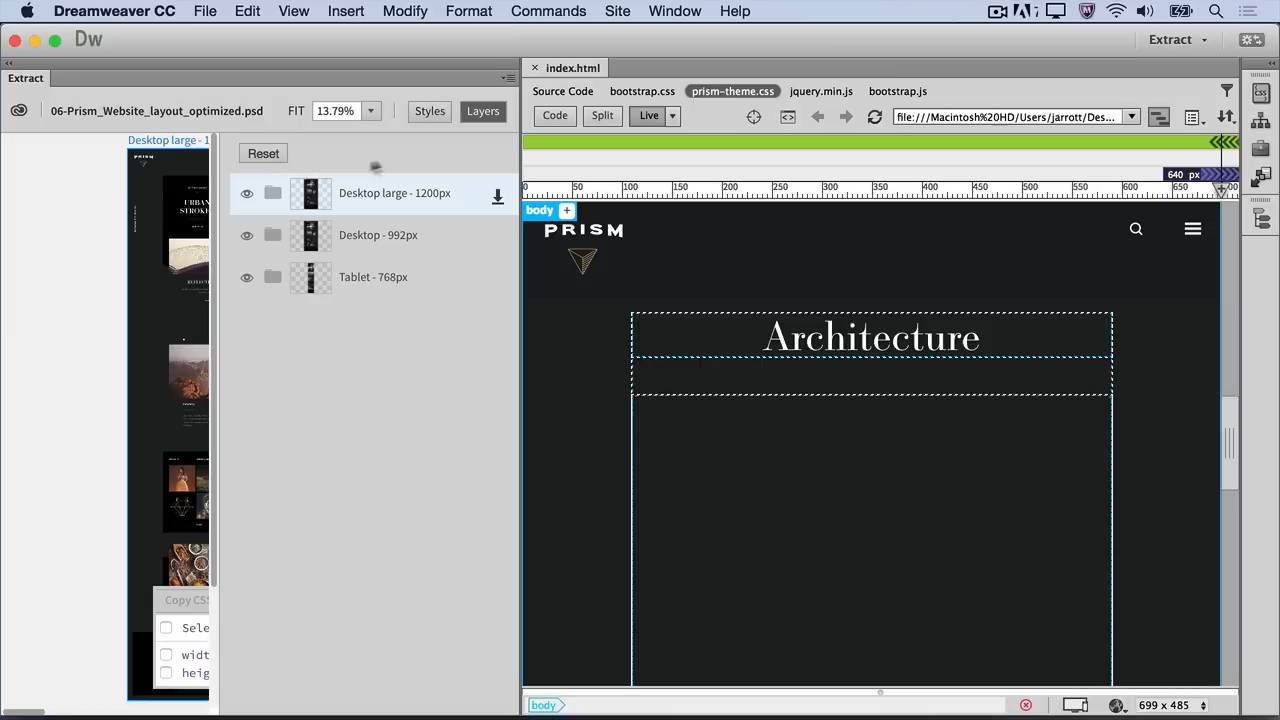 Dreamweaver CC File Edit View Insert Modify Format Commands Site Window Help
Dw
Extract
Extract
index.html
06-Prism_Website_layout_optimized.psd FIT 13.79% Styles Layers
Source Code bootstrap.css prism-theme.css jquery.min.js bootstrap.js
Code Split Live file:///Macintosh%20HD/Users/jarrott/Des...
Desktop large - 1
Reset
640 px
0 50 100 150 200 250 300 350 400 450 500 550 600 650
Desktop large - 1200px
Desktop - 992px
Tablet - 768px
body +
PRISM
Architecture
PRISM
URBAN
STROKE
Copy CSS
Sele
widt
heig
body
699 x 485